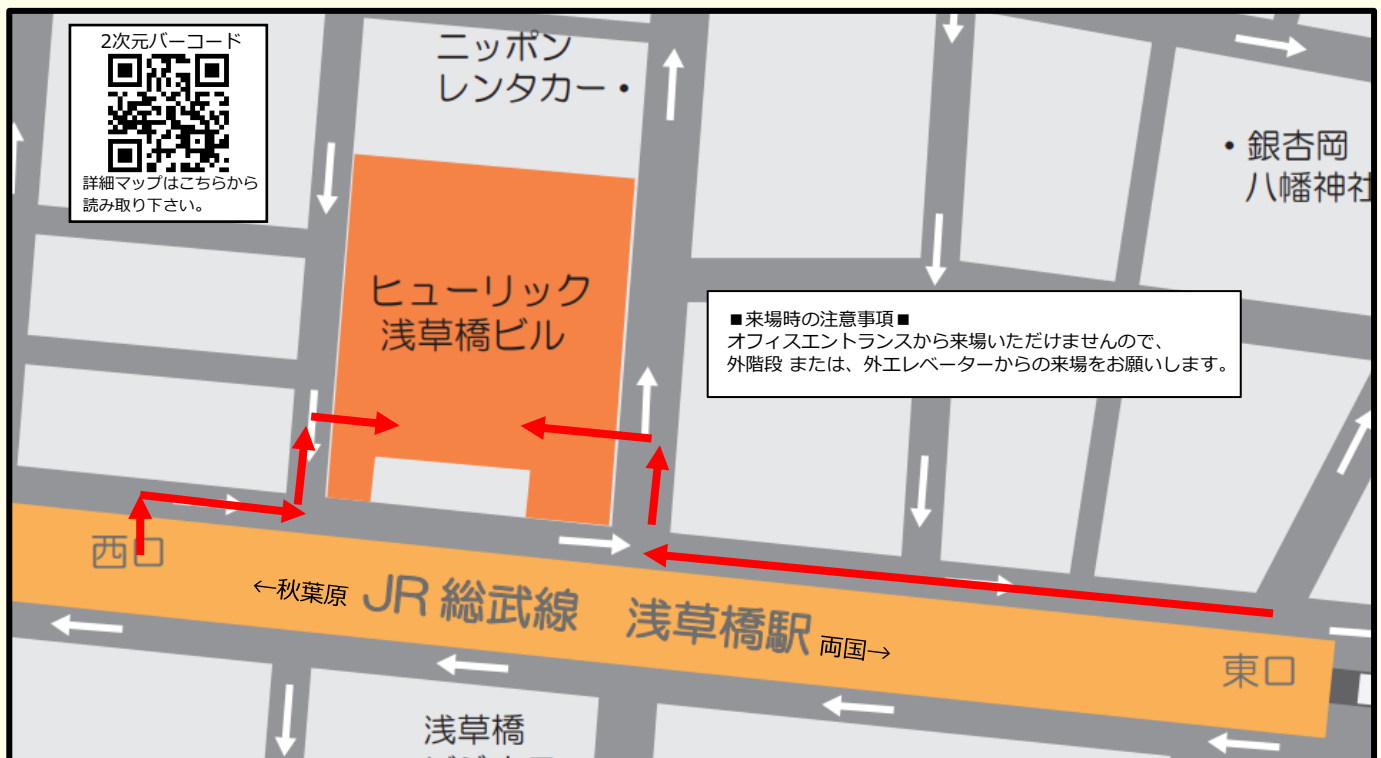 2次元バーコード
詳細マップはこちらから
読み取り下さい。
ニッポン
レンタカー・
・銀杏岡
八幡神社
ヒューリック
浅草橋ビル
■来場時の注意事項■
オフィスエントランスから来場いただけませんので、
外階段 または、外エレベーターからの来場をお願いします。
西口
←秋葉原
JR 総武線 浅草橋駅
両国→
東口
浅草橋